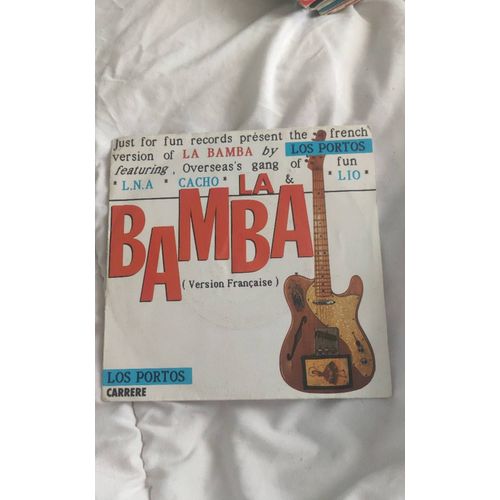 Just for fun records présent the french
version of LA BAMBA by LOS PORTOS
featuring, Overseas's gang of fun
* L.N.A * CACHO * & * LIO *
LA
BAMBA
( Version Française )
LOS PORTOS
CARRERE